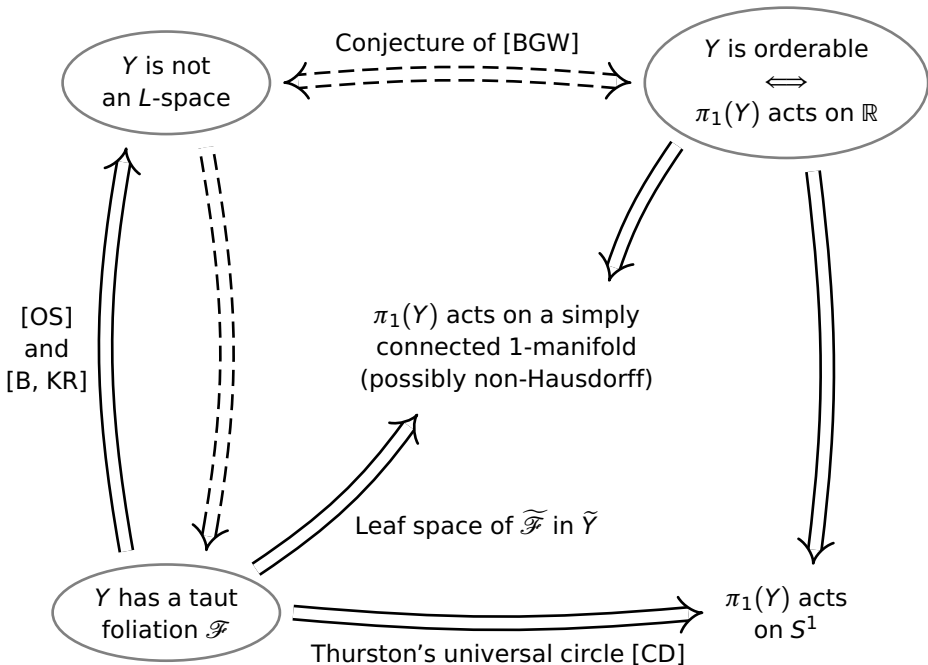 Conjecture of [BGW]
Y is not
an L-space
Y is orderable
⟺
π₁(Y) acts on ℝ
[OS]
and
[B, KR]
π₁(Y) acts on a simply
connected 1-manifold
(possibly non-Hausdorff)
Leaf space of ℱ̃ in Ỹ
Y has a taut
foliation ℱ
π₁(Y) acts
on S¹
Thurston’s universal circle [CD]